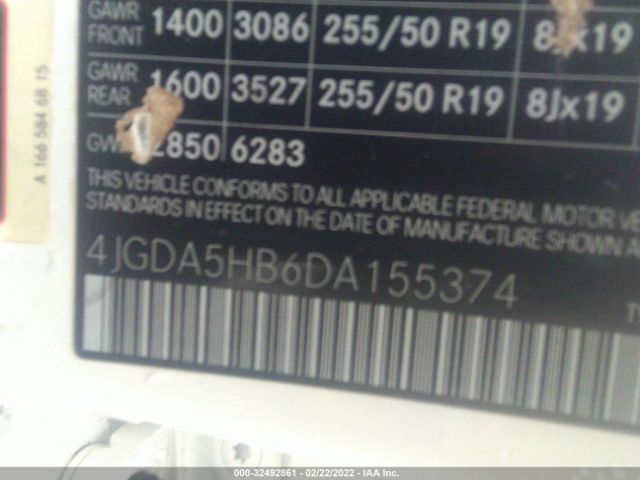 GAWR FRONT 1400 3086 255/50 R19 8Jx19
GAWR REAR 1600 3527 255/50 R19 8Jx19
2850 6283
THIS VEHICLE CONFORMS TO ALL APPLICABLE FEDERAL MOTOR
STANDARDS IN EFFECT ON THE DATE OF MANUFACTURE SHOWN
4JGDA5HB6DA155374
A 166 584 68 15
000-32492861 - 02/22/2022 - IAA Inc.